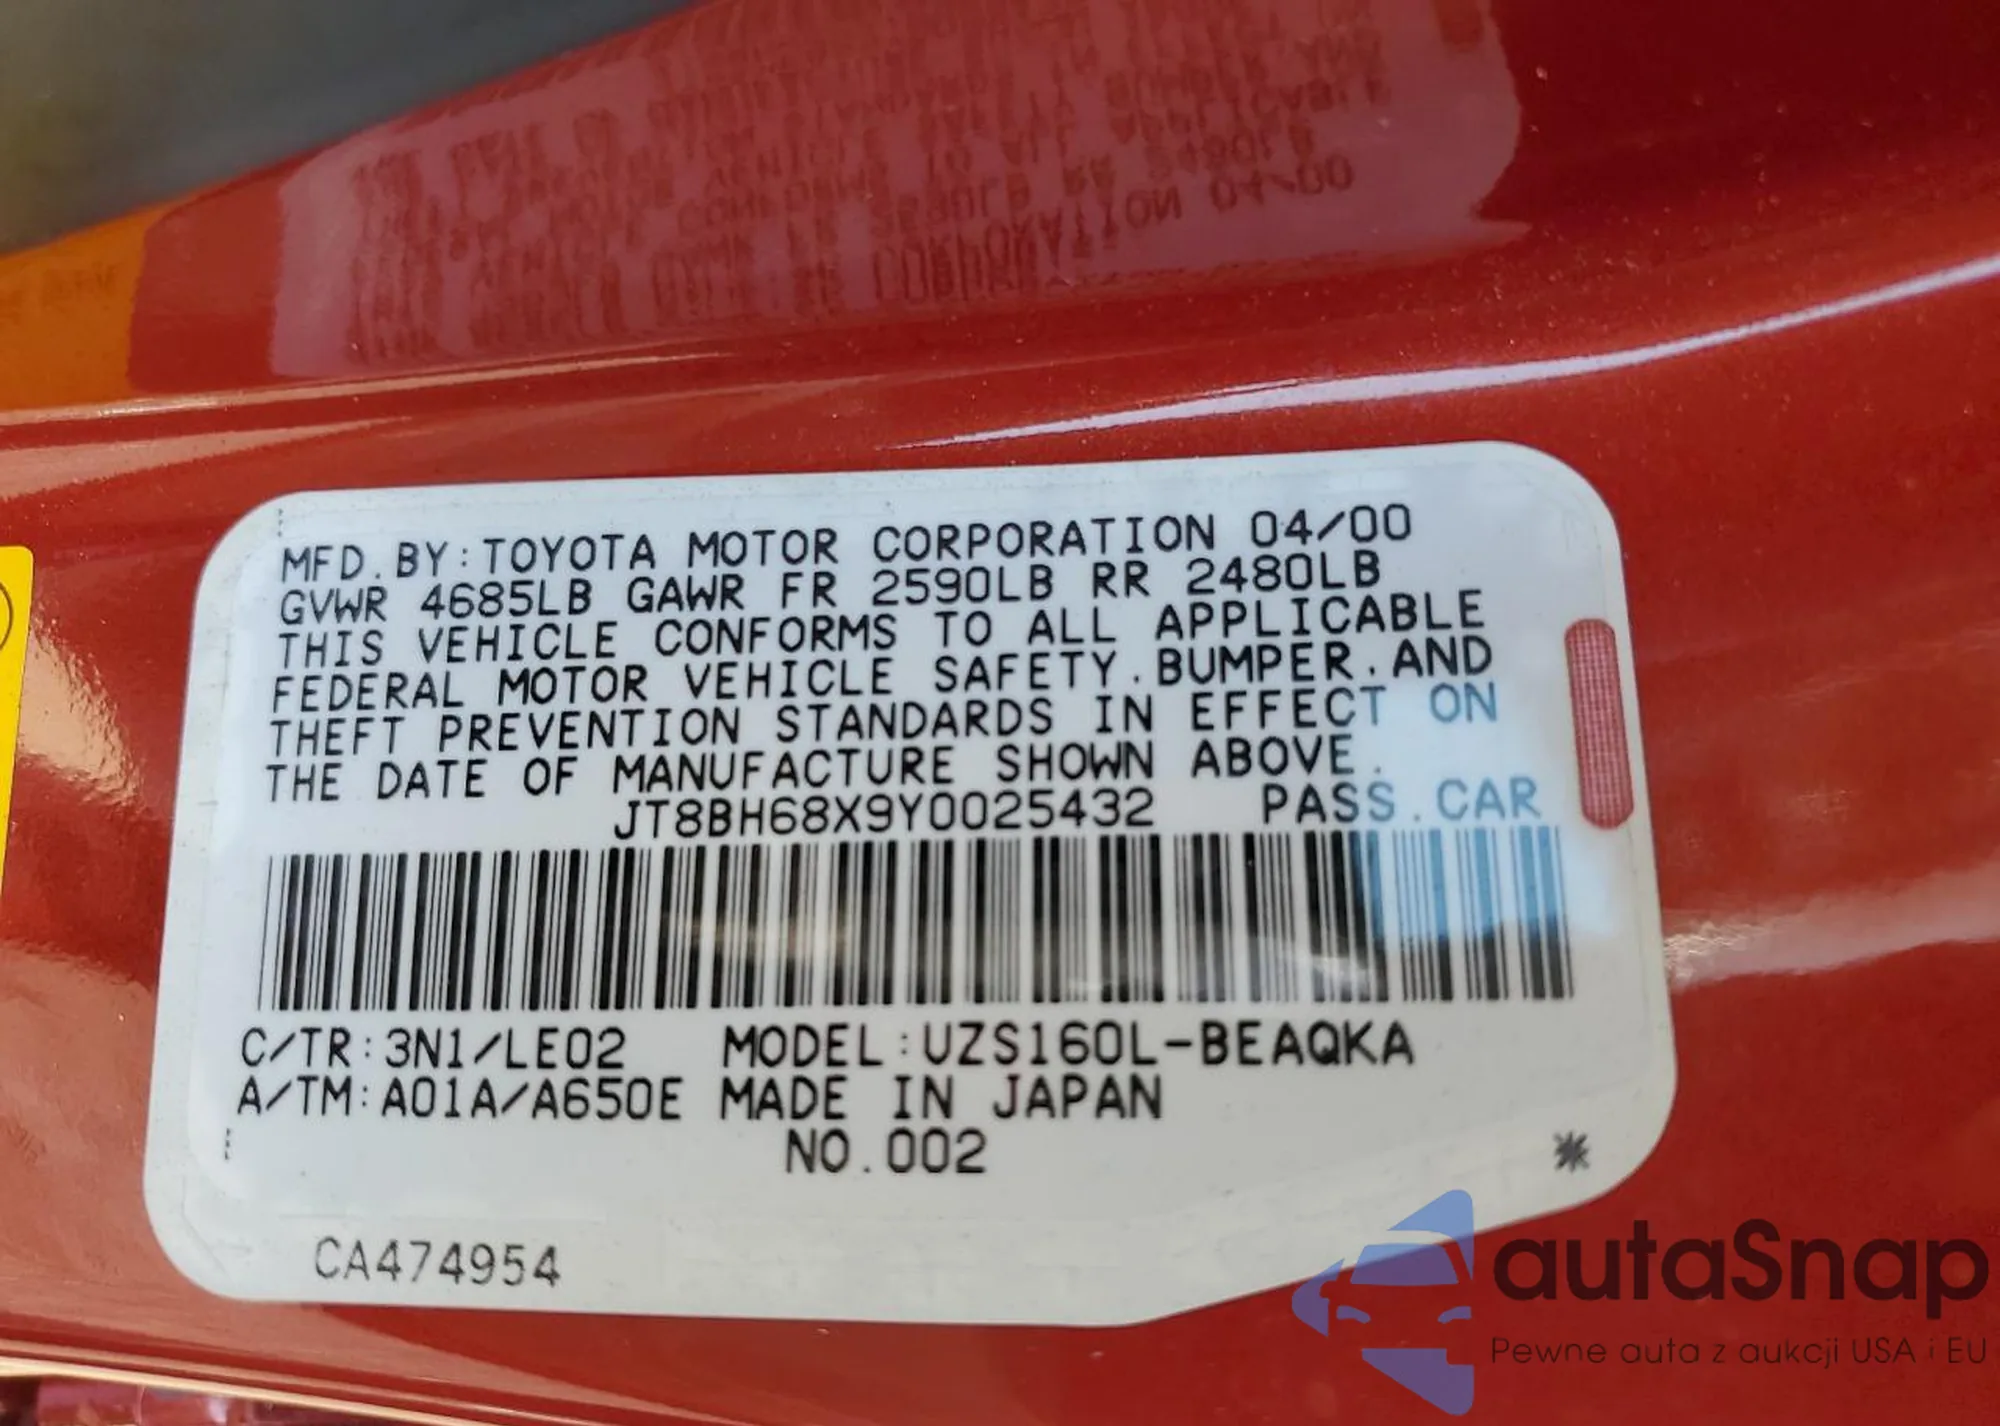 MFD.BY:TOYOTA MOTOR CORPORATION 04/00
GVWR 4685LB GAWR FR 2590LB RR 2480LB
THIS VEHICLE CONFORMS TO ALL APPLICABLE
FEDERAL MOTOR VEHICLE SAFETY.BUMPER.AND
THEFT PREVENTION STANDARDS IN EFFECT ON
THE DATE OF MANUFACTURE SHOWN ABOVE.
JT8BH68X9Y0025432 PASS.CAR
C/TR:3N1/LE02 MODEL:UZS160L-BEAQKA
A/TM:A01A/A650E MADE IN JAPAN
NO.002
*
CA474954
autaSnap
Pewne auta z aukcji USA i EU